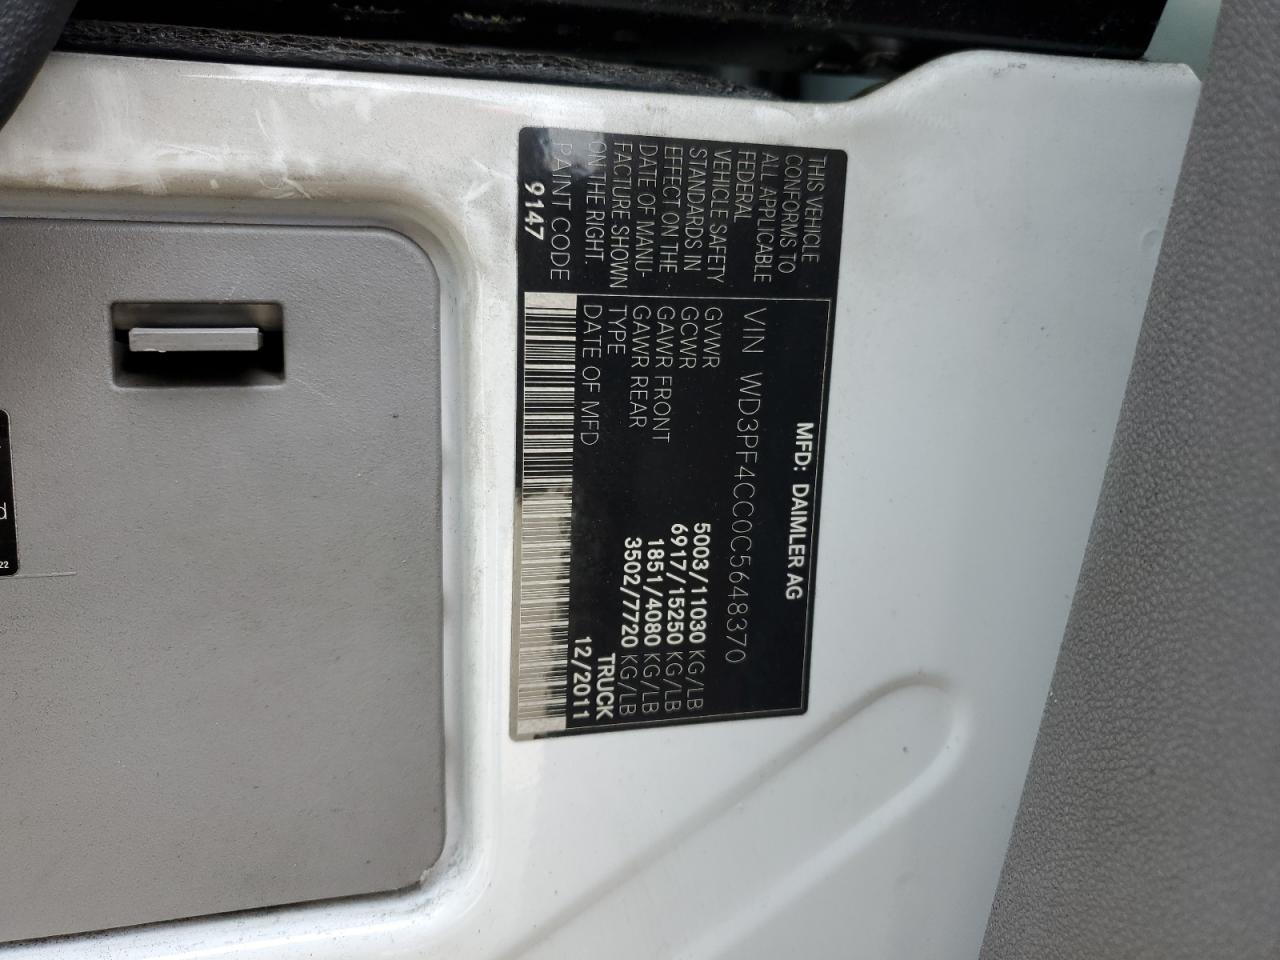 MFD: DAIMLER AG
THIS VEHICLE
CONFORMS TO
ALL APPLICABLE
FEDERAL
VEHICLE SAFETY
STANDARDS IN
EFFECT ON THE
DATE OF MANU-
FACTURE SHOWN
ON THE RIGHT
PAINT CODE
9147
VIN WD3PF4CC0C5648370
GVWR 5003/11030 KG/LB
GCWR 6917/15250 KG/LB
GAWR FRONT 1851/4080 KG/LB
GAWR REAR 3502/7720 KG/LB
TYPE TRUCK
DATE OF MFD 12/2011
d
22